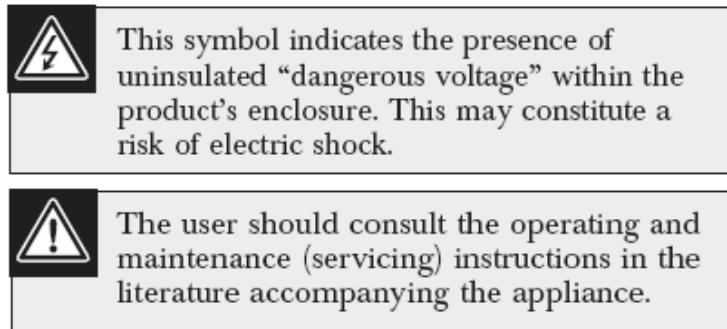 This symbol indicates the presence of
uninsulated “dangerous voltage” within the
product’s enclosure. This may constitute a
risk of electric shock.
The user should consult the operating and
maintenance (servicing) instructions in the
literature accompanying the appliance.